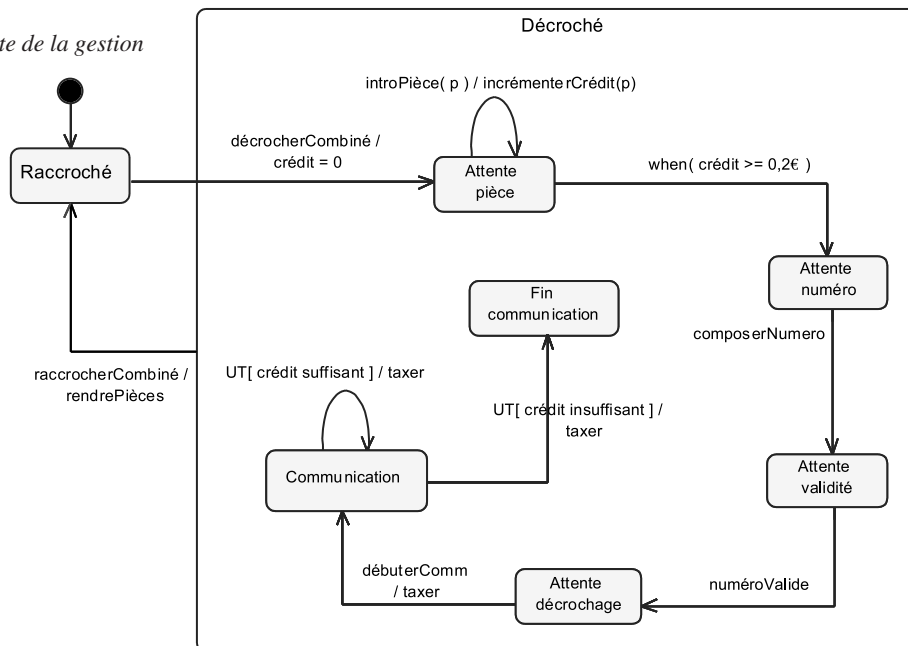 Décroché
te de la gestion
introPièce( p ) / incrémenterCrédit(p)
décrocherCombiné /
crédit = 0
Raccroché
Attente
pièce
when( crédit >= 0,2€ )
Attente
numéro
Fin
communication
composerNumero
raccrocherCombiné /
rendrePièces
UT[ crédit suffisant ] / taxer
UT[ crédit insuffisant ] /
taxer
Communication
Attente
validité
débuterComm
/ taxer
Attente
décrochage
numéroValide